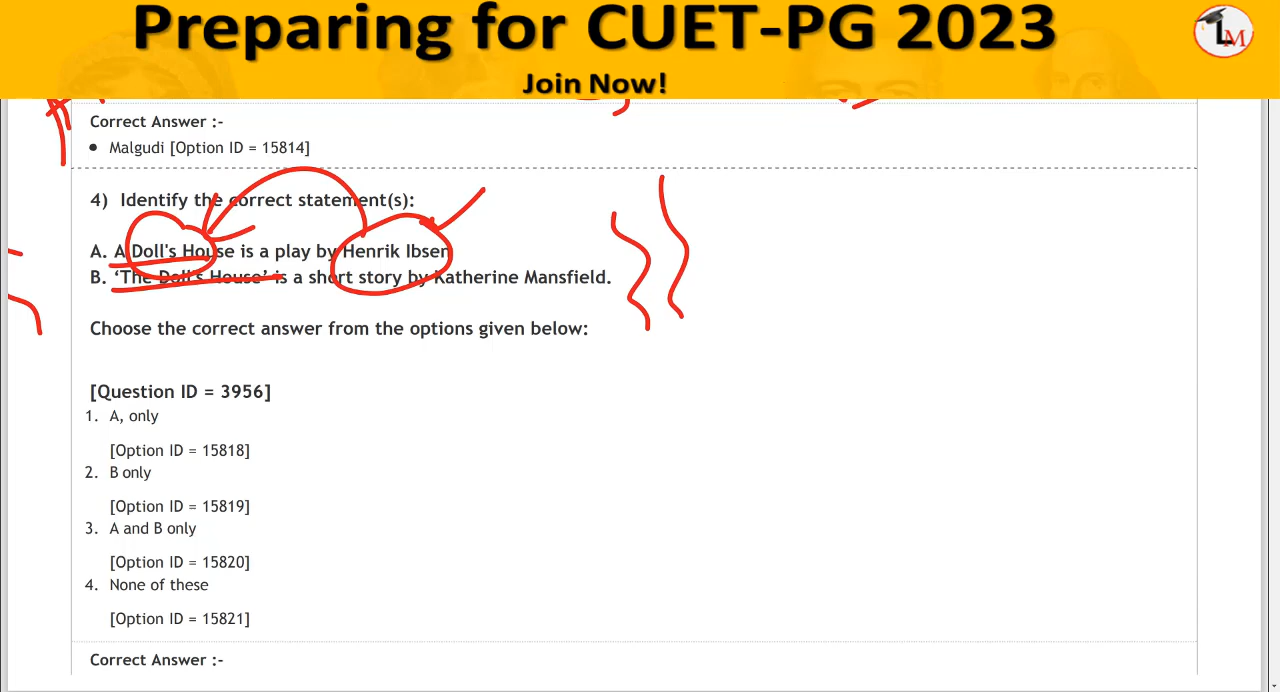 Preparing for CUET-PG 2023
LM
Join Now!
Correct Answer :-
• Malgudi [Option ID = 15814]
4) Identify the correct statement(s):
A. A Doll's House is a play by Henrik Ibsen
B. ‘The Doll's House’ is a short story by Katherine Mansfield.
Choose the correct answer from the options given below:
[Question ID = 3956]
1. A, only
[Option ID = 15818]
2. B only
[Option ID = 15819]
3. A and B only
[Option ID = 15820]
4. None of these
[Option ID = 15821]
Correct Answer :-